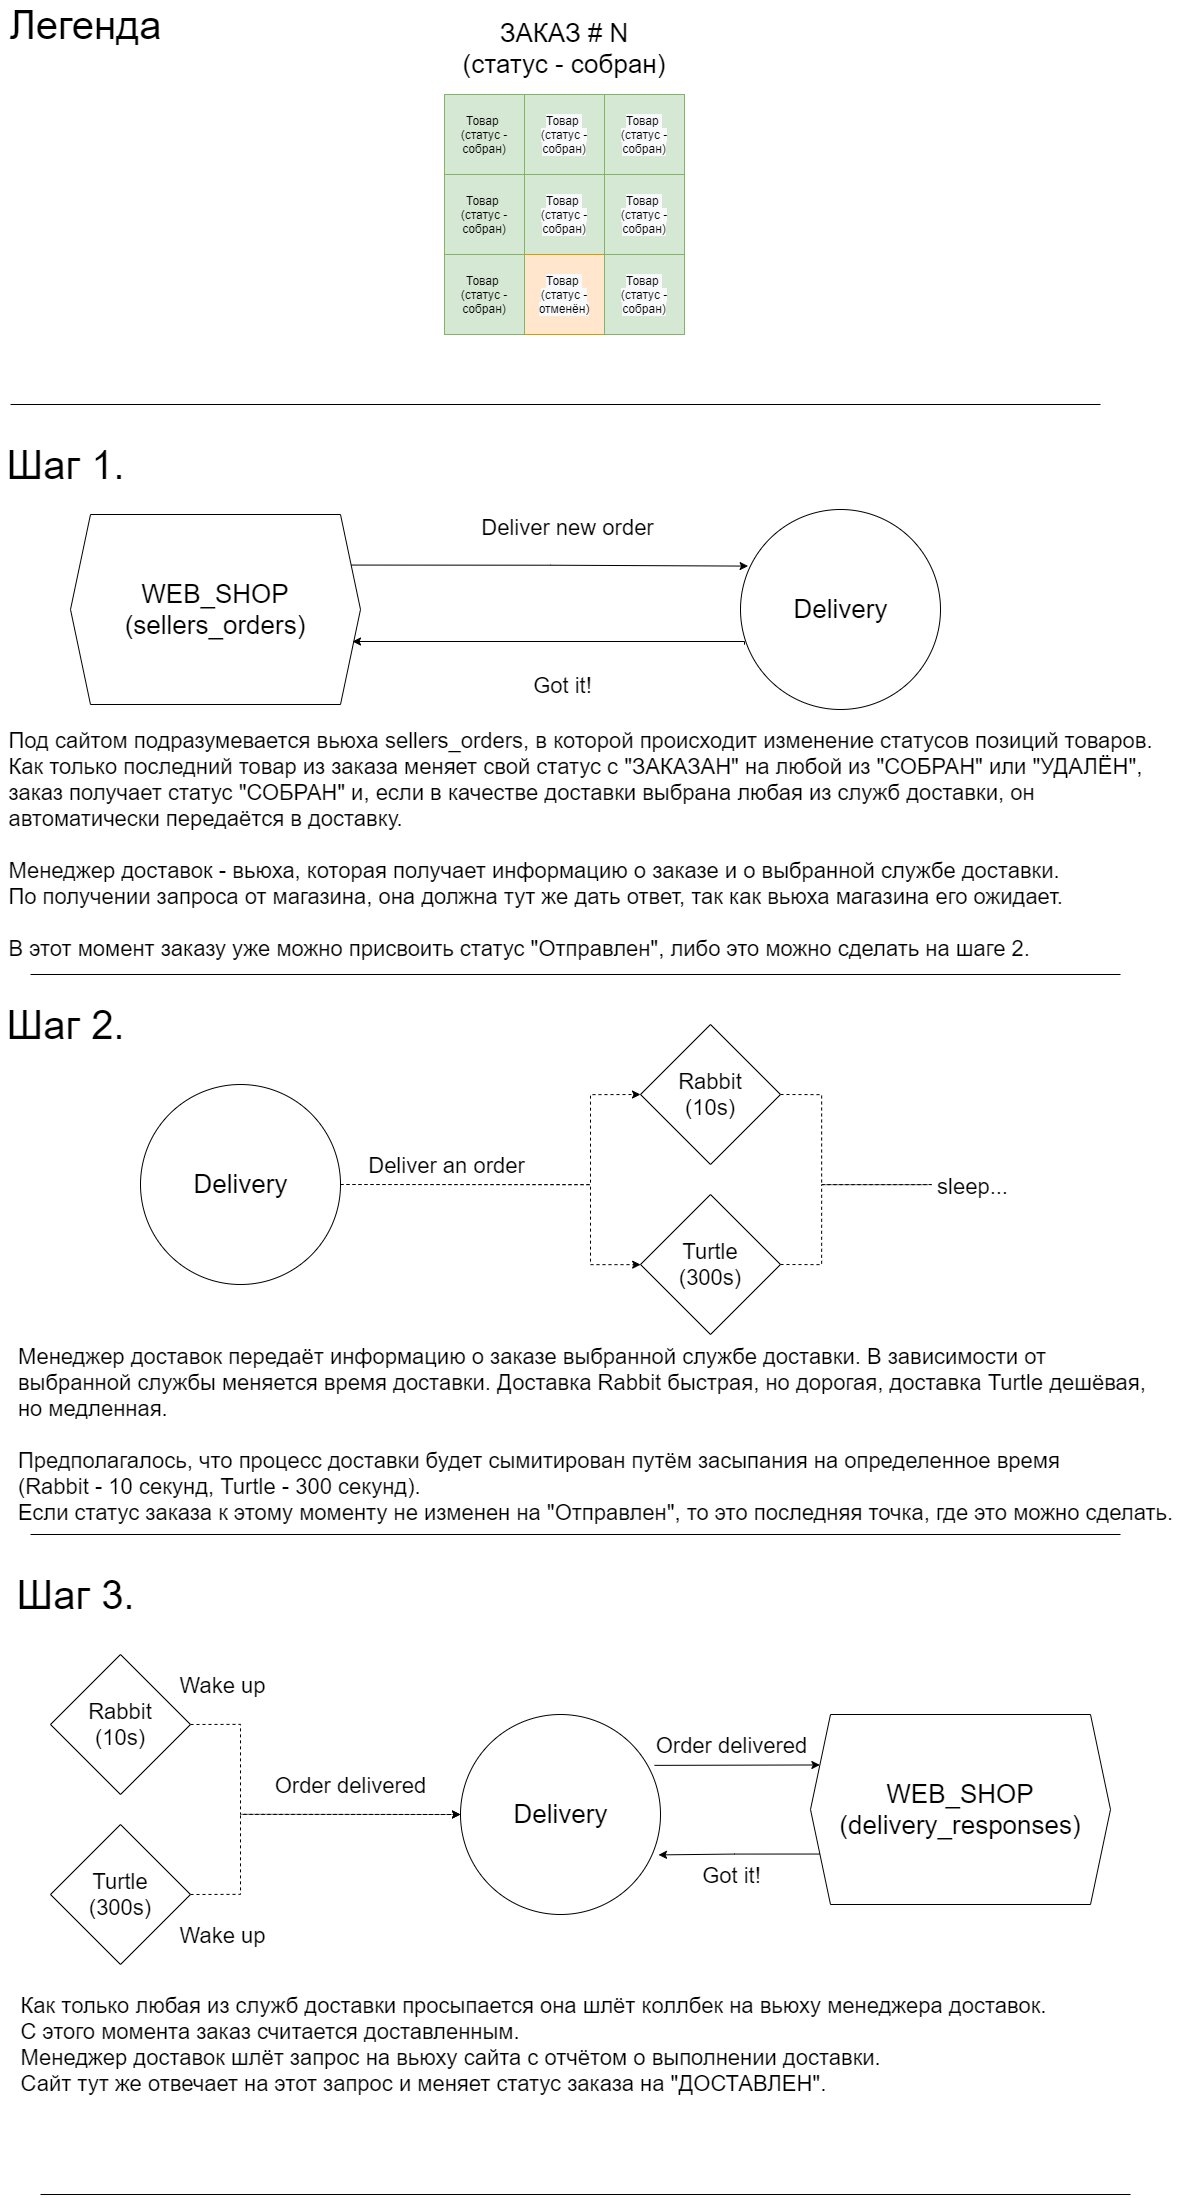 Легенда
ЗАКАЗ # N
(статус - собран)
Товар
(статус -
собран)
Товар
(статус -
собран)
Товар
(статус -
собран)
Товар
(статус -
собран)
Товар
(статус -
собран)
Товар
(статус -
собран)
Товар
(статус -
собран)
Товар
(статус -
отменён)
Товар
(статус -
собран)
Шаг 1.
Deliver new order
WEB_SHOP
(sellers_orders)
Delivery
Got it!
Под сайтом подразумевается вьюха sellers_orders, в которой происходит изменение статусов позиций товаров.
Как только последний товар из заказа меняет свой статус с "ЗАКАЗАН" на любой из "СОБРАН" или "УДАЛЁН",
заказ получает статус "СОБРАН" и, если в качестве доставки выбрана любая из служб доставки, он
автоматически передаётся в доставку.
Менеджер доставок - вьюха, которая получает информацию о заказе и о выбранной службе доставки.
По получении запроса от магазина, она должна тут же дать ответ, так как вьюха магазина его ожидает.
В этот момент заказу уже можно присвоить статус "Отправлен", либо это можно сделать на шаге 2.
Шаг 2.
Rabbit
(10s)
Delivery
Deliver an order
sleep...
Turtle
(300s)
Менеджер доставок передаёт информацию о заказе выбранной службе доставки. В зависимости от
выбранной службы меняется время доставки. Доставка Rabbit быстрая, но дорогая, доставка Turtle дешёвая,
но медленная.
Предполагалось, что процесс доставки будет сымитирован путём засыпания на определенное время
(Rabbit - 10 секунд, Turtle - 300 секунд).
Если статус заказа к этому моменту не изменен на "Отправлен", то это последняя точка, где это можно сделать.
Шаг 3.
Wake up
Rabbit
(10s)
Order delivered
Order delivered
Delivery
WEB_SHOP
(delivery_responses)
Got it!
Turtle
(300s)
Wake up
Как только любая из служб доставки просыпается она шлёт коллбек на вьюху менеджера доставок.
С этого момента заказ считается доставленным.
Менеджер доставок шлёт запрос на вьюху сайта с отчётом о выполнении доставки.
Сайт тут же отвечает на этот запрос и меняет статус заказа на "ДОСТАВЛЕН".